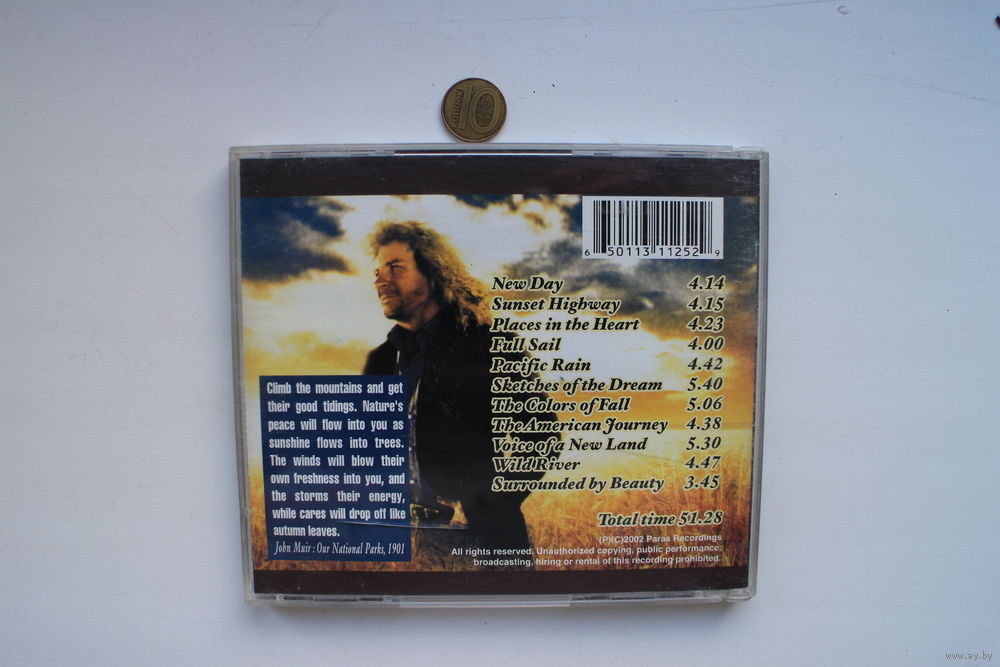 10 КОПЕЕК
6 50113 11252 9
New Day 4.14
Sunset Highway 4.15
Places in the Heart 4.23
Full Sail 4.00
Pacific Rain 4.42
Sketches of the Dream 5.40
The Colors of Fall 5.06
The American Journey 4.38
Voice of a New Land 5.30
Wild River 4.47
Surrounded by Beauty 3.45
Total time 51.28
(P)(C)2002 Paras Recordings
All rights reserved. Unauthorized copying, public performance,
broadcasting, hiring or rental of this recording prohibited.
Climb the mountains and get
their good tidings. Nature's
peace will flow into you as
sunshine flows into trees.
The winds will blow their
own freshness into you, and
the storms their energy,
while cares will drop off like
autumn leaves.
John Muir : Our National Parks, 1901
www.ay.by